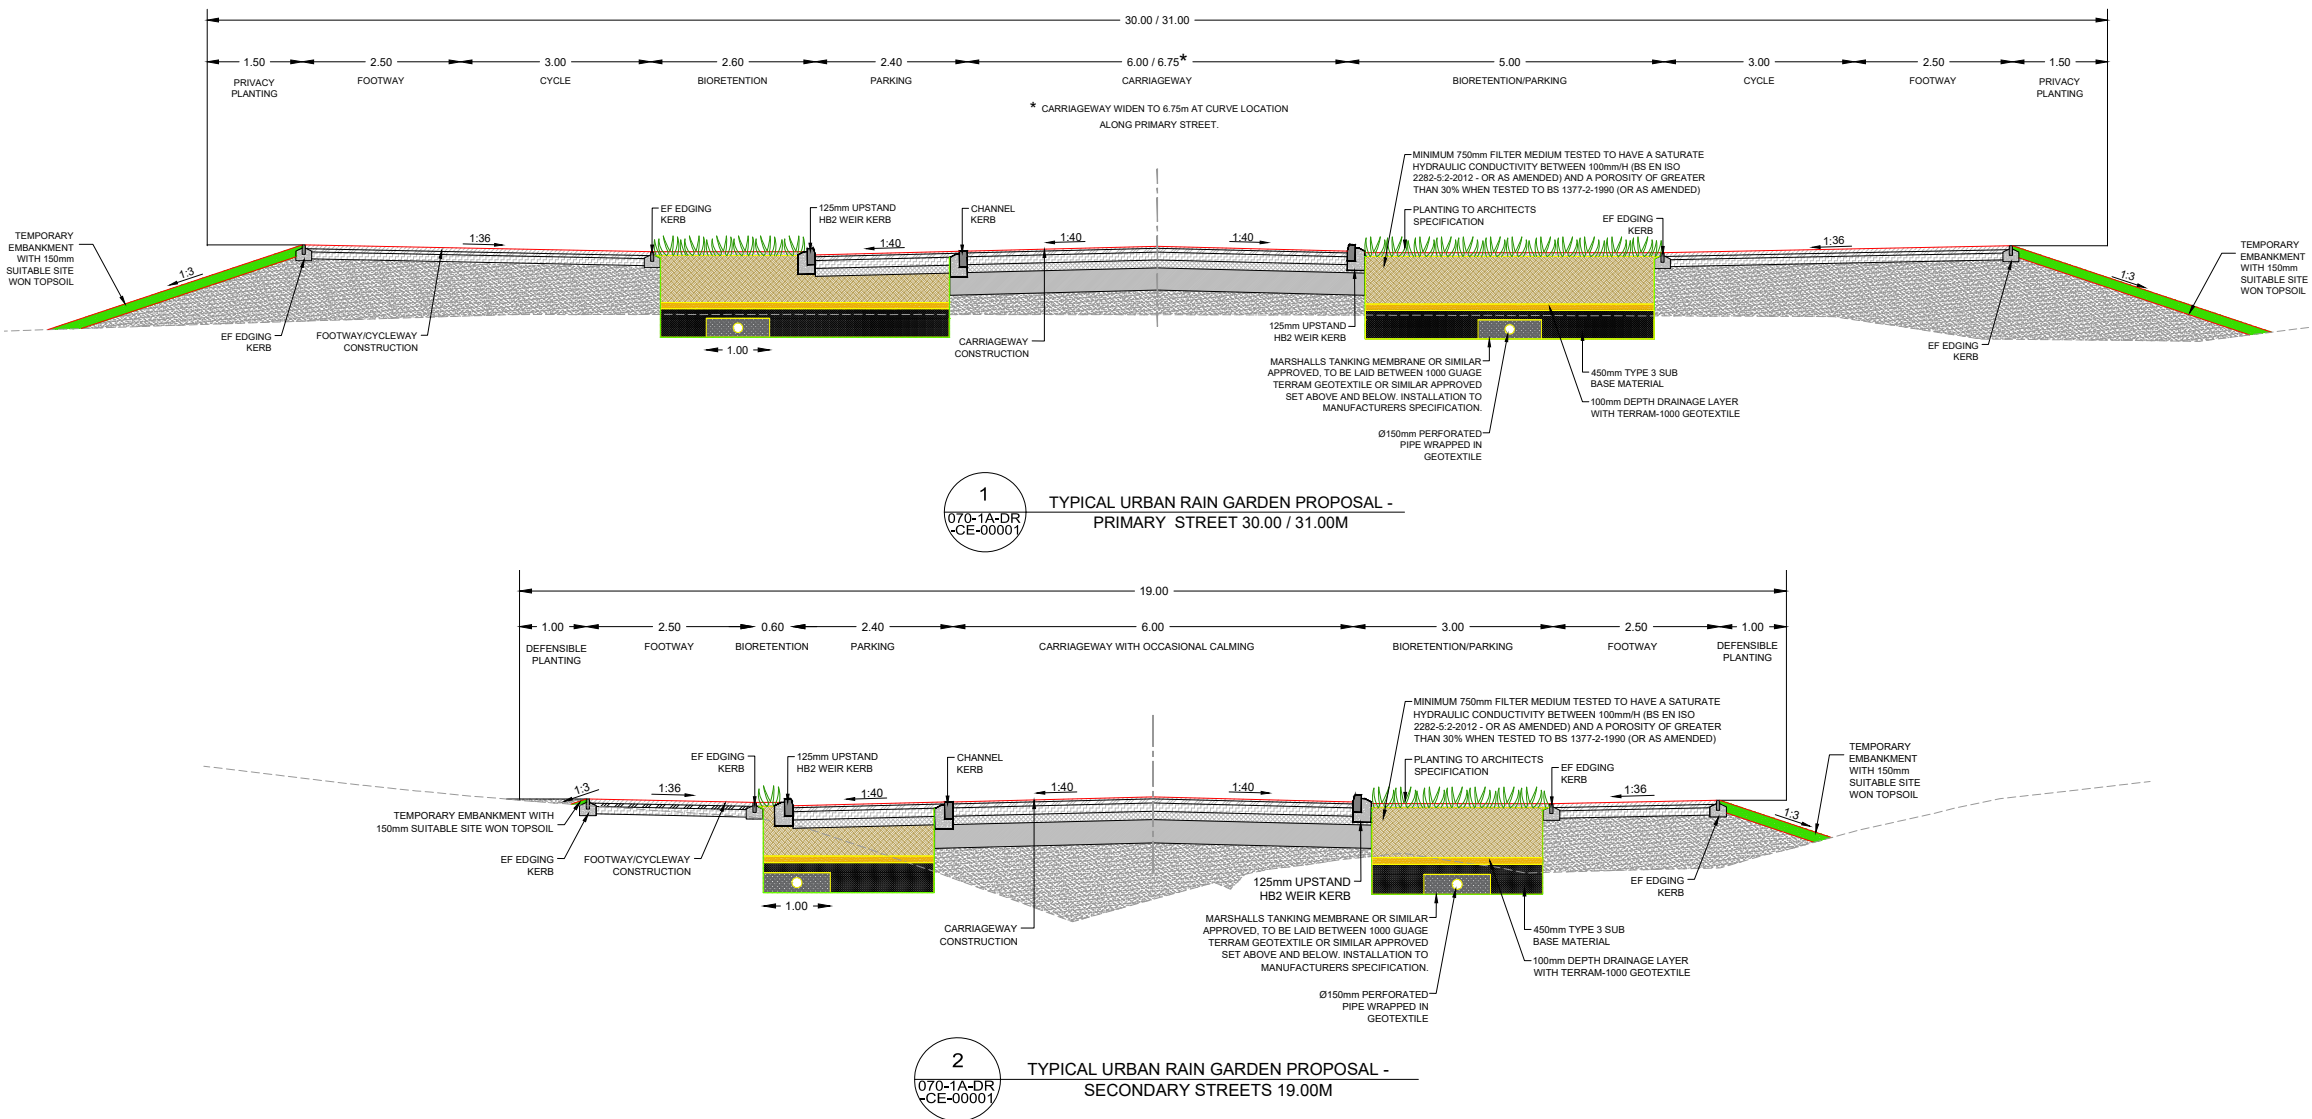 30.00 / 31.00
1.50
2.50
3.00
2.60
2.40
6.00 / 6.75*
5.00
3.00
2.50
1.50
PRIVACY
PLANTING
FOOTWAY
CYCLE
BIORETENTION
PARKING
CARRIAGEWAY
BIORETENTION/PARKING
CYCLE
FOOTWAY
PRIVACY
PLANTING
* CARRIAGEWAY WIDEN TO 6.75m AT CURVE LOCATION
ALONG PRIMARY STREET.
MINIMUM 750mm FILTER MEDIUM TESTED TO HAVE A SATURATE
HYDRAULIC CONDUCTIVITY BETWEEN 100mm/H (BS EN ISO
2282-5:2-2012 - OR AS AMENDED) AND A POROSITY OF GREATER
THAN 30% WHEN TESTED TO BS 1377-2-1990 (OR AS AMENDED)
PLANTING TO ARCHITECTS
SPECIFICATION
EF EDGING
KERB
EF EDGING
KERB
125mm UPSTAND
HB2 WEIR KERB
CHANNEL
KERB
TEMPORARY
EMBANKMENT
WITH 150mm
SUITABLE SITE
WON TOPSOIL
1:3
1:36
1:40
1:40
1:40
1:36
1:3
TEMPORARY
EMBANKMENT
WITH 150mm
SUITABLE SITE
WON TOPSOIL
EF EDGING
KERB
FOOTWAY/CYCLEWAY
CONSTRUCTION
1.00
CARRIAGEWAY
CONSTRUCTION
125mm UPSTAND
HB2 WEIR KERB
EF EDGING
KERB
MARSHALLS TANKING MEMBRANE OR SIMILAR
APPROVED, TO BE LAID BETWEEN 1000 GUAGE
TERRAM GEOTEXTILE OR SIMILAR APPROVED
SET ABOVE AND BELOW. INSTALLATION TO
MANUFACTURERS SPECIFICATION.
450mm TYPE 3 SUB
BASE MATERIAL
100mm DEPTH DRAINAGE LAYER
WITH TERRAM-1000 GEOTEXTILE
Ø150mm PERFORATED
PIPE WRAPPED IN
GEOTEXTILE
1
070-1A-DR
-CE-00001
TYPICAL URBAN RAIN GARDEN PROPOSAL -
PRIMARY STREET 30.00 / 31.00M
19.00
1.00
2.50
0.60
2.40
6.00
3.00
2.50
1.00
DEFENSIBLE
PLANTING
FOOTWAY
BIORETENTION
PARKING
CARRIAGEWAY WITH OCCASIONAL CALMING
BIORETENTION/PARKING
FOOTWAY
DEFENSIBLE
PLANTING
MINIMUM 750mm FILTER MEDIUM TESTED TO HAVE A SATURATE
HYDRAULIC CONDUCTIVITY BETWEEN 100mm/H (BS EN ISO
2282-5:2-2012 - OR AS AMENDED) AND A POROSITY OF GREATER
THAN 30% WHEN TESTED TO BS 1377-2-1990 (OR AS AMENDED)
EF EDGING
KERB
125mm UPSTAND
HB2 WEIR KERB
CHANNEL
KERB
PLANTING TO ARCHITECTS
SPECIFICATION
EF EDGING
KERB
TEMPORARY
EMBANKMENT
WITH 150mm
SUITABLE SITE
WON TOPSOIL
1:3
1:36
1:40
1:40
1:40
1:36
1:3
TEMPORARY EMBANKMENT WITH
150mm SUITABLE SITE WON TOPSOIL
EF EDGING
KERB
FOOTWAY/CYCLEWAY
CONSTRUCTION
1.00
CARRIAGEWAY
CONSTRUCTION
125mm UPSTAND
HB2 WEIR KERB
EF EDGING
KERB
MARSHALLS TANKING MEMBRANE OR SIMILAR
APPROVED, TO BE LAID BETWEEN 1000 GUAGE
TERRAM GEOTEXTILE OR SIMILAR APPROVED
SET ABOVE AND BELOW. INSTALLATION TO
MANUFACTURERS SPECIFICATION.
450mm TYPE 3 SUB
BASE MATERIAL
100mm DEPTH DRAINAGE LAYER
WITH TERRAM-1000 GEOTEXTILE
Ø150mm PERFORATED
PIPE WRAPPED IN
GEOTEXTILE
2
070-1A-DR
-CE-00001
TYPICAL URBAN RAIN GARDEN PROPOSAL -
SECONDARY STREETS 19.00M